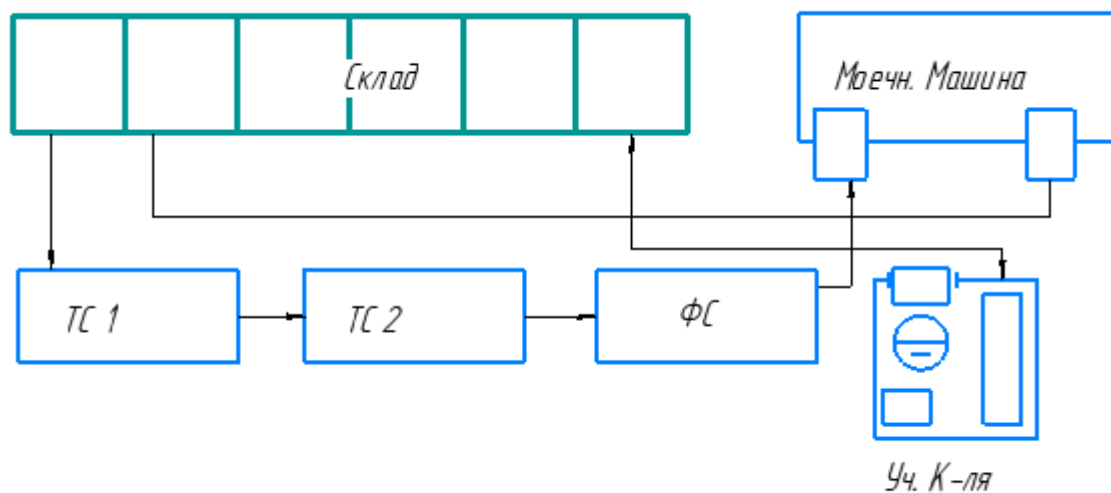 Склад
Моечн. Машина
ТС 1
ТС 2
ФС
Уч. К-ля